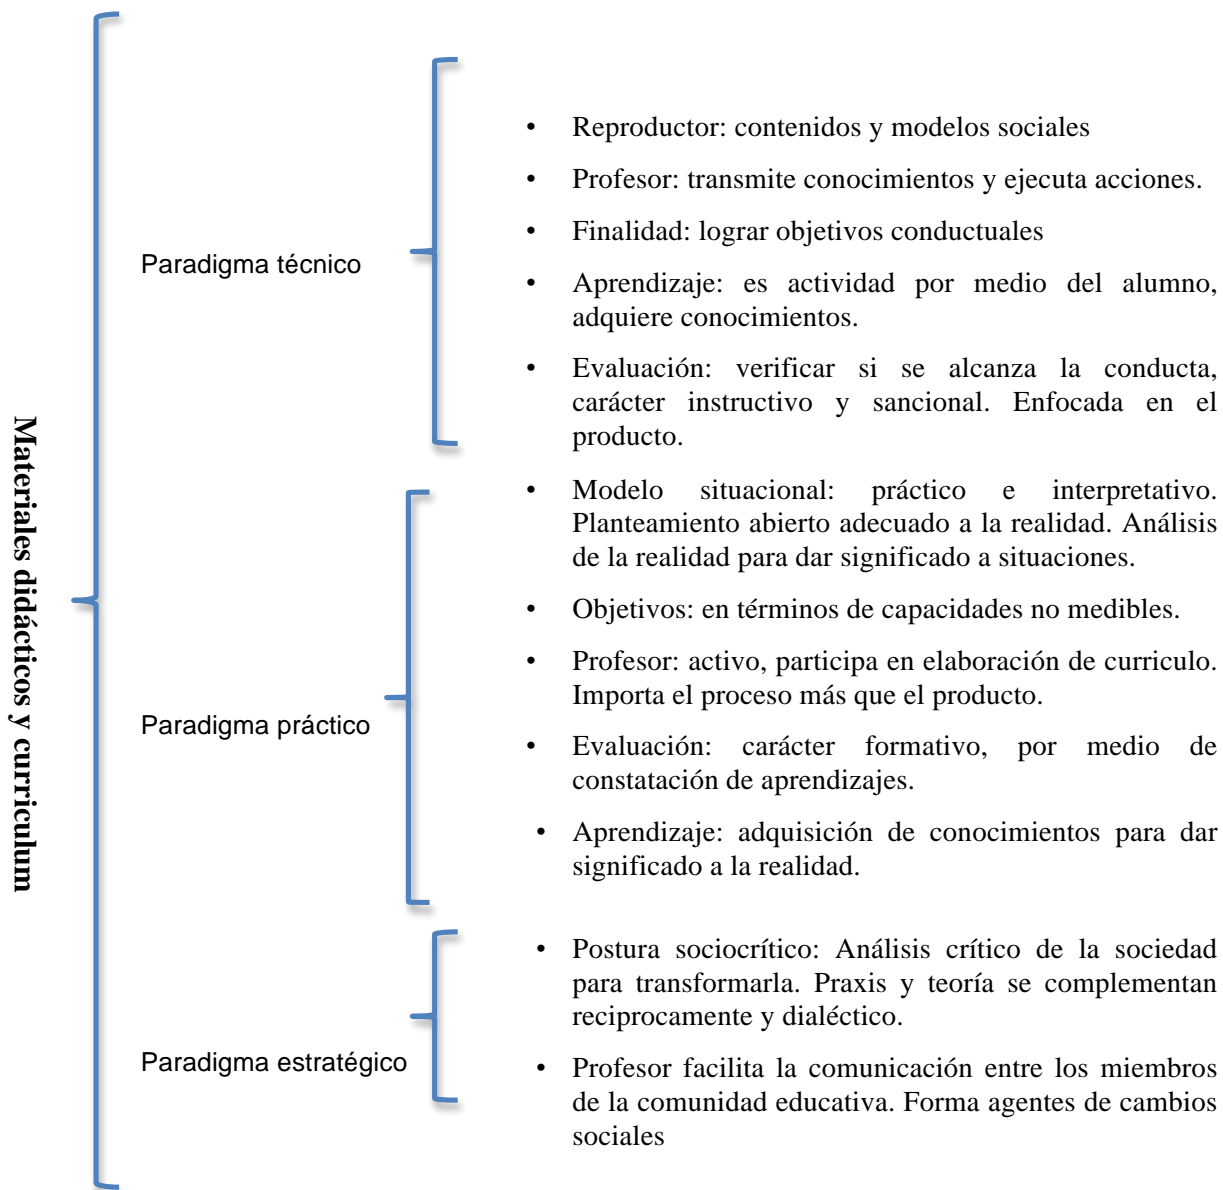 Materiales didácticos y curriculum
Paradigma técnico
• Reproductor: contenidos y modelos sociales
• Profesor: transmite conocimientos y ejecuta acciones.
• Finalidad: lograr objetivos conductuales
• Aprendizaje: es actividad por medio del alumno,
adquiere conocimientos.
• Evaluación: verificar si se alcanza la conducta,
carácter instructivo y sancional. Enfocada en el
producto.
Paradigma práctico
• Modelo situacional: práctico e interpretativo.
Planteamiento abierto adecuado a la realidad. Análisis
de la realidad para dar significado a situaciones.
• Objetivos: en términos de capacidades no medibles.
• Profesor: activo, participa en elaboración de curriculo.
Importa el proceso más que el producto.
• Evaluación: carácter formativo, por medio de
constatación de aprendizajes.
• Aprendizaje: adquisición de conocimientos para dar
significado a la realidad.
Paradigma estratégico
• Postura sociocrítico: Análisis crítico de la sociedad
para transformarla. Praxis y teoría se complementan
reciprocamente y dialéctico.
• Profesor facilita la comunicación entre los miembros
de la comunidad educativa. Forma agentes de cambios
sociales